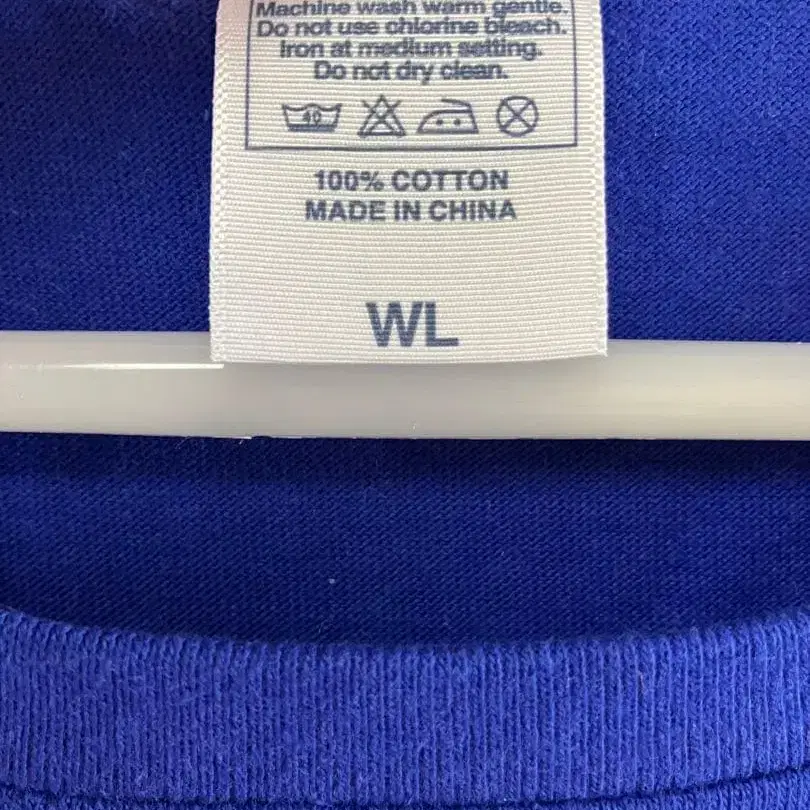 Machine wash warm gentle.
Do not use chlorine bleach.
Iron at medium setting.
Do not dry clean.
40
100% COTTON
MADE IN CHINA
WL